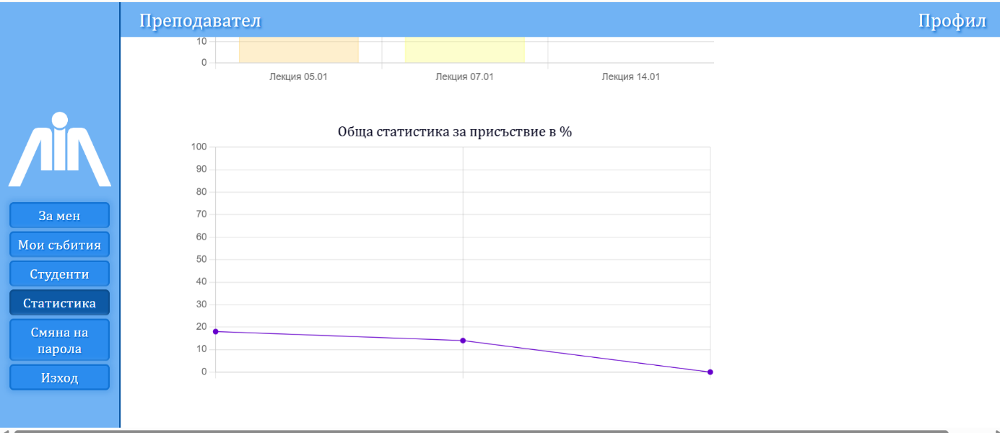 Преподавател
Профил
10
0
Лекция 05.01
Лекция 07.01
Лекция 14.01
Обща статистика за присъствие в %
100
90
80
70
60
50
40
30
20
10
0
За мен
Мои събития
Студенти
Статистика
Смяна на
парола
Изход